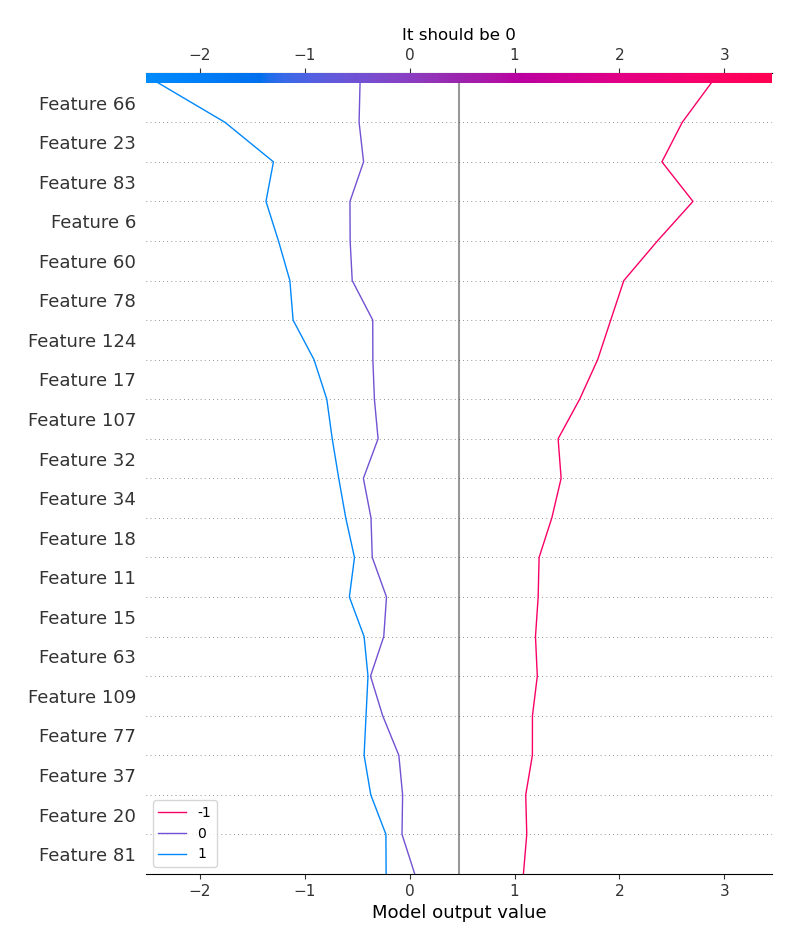 It should be 0
−2 −1 0 1 2 3
Feature 66
Feature 23
Feature 83
Feature 6
Feature 60
Feature 78
Feature 124
Feature 17
Feature 107
Feature 32
Feature 34
Feature 18
Feature 11
Feature 15
Feature 63
Feature 109
Feature 77
Feature 37
Feature 20
Feature 81
-1
0
1
−2 −1 0 1 2 3
Model output value